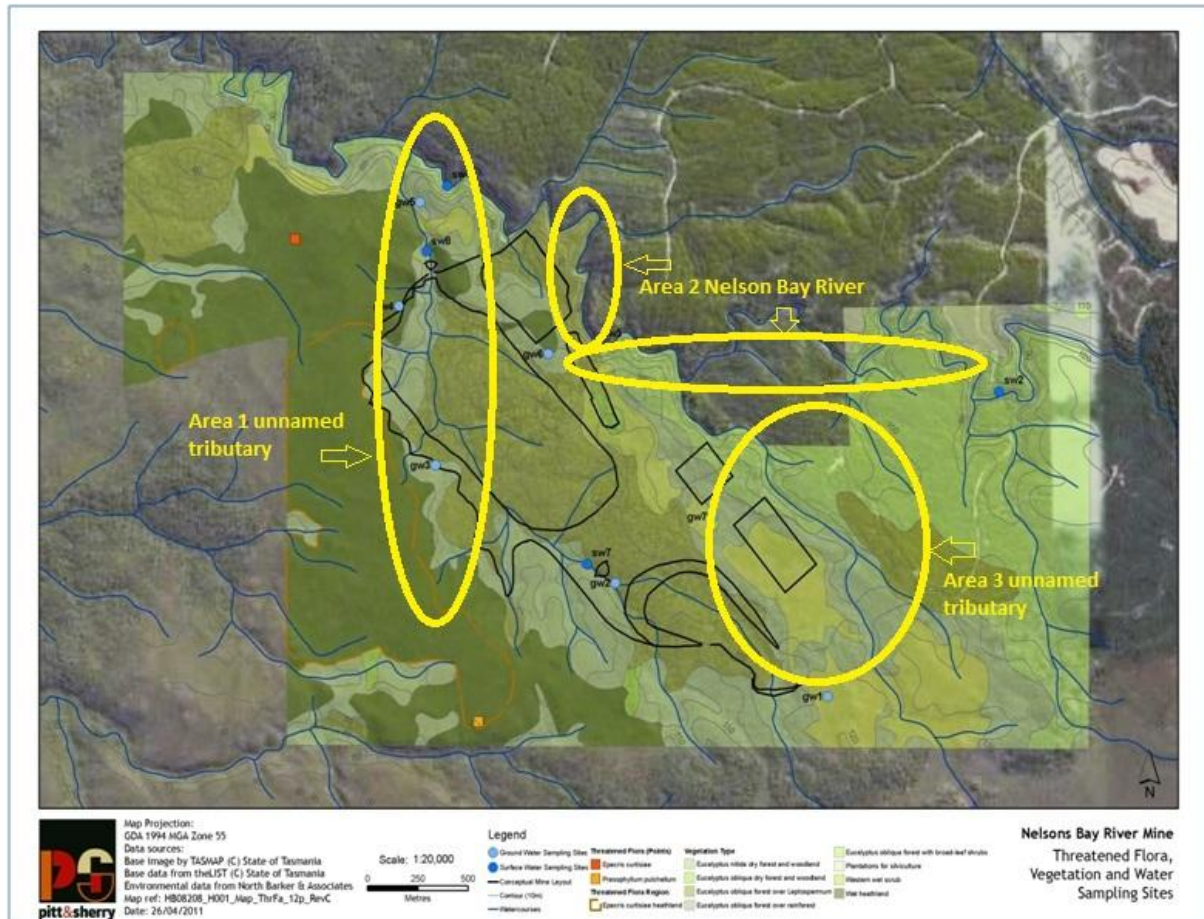 sw6
gw5
Area 2 Nelson Bay River
gw6
sw2
Area 1 unnamed
tributary
gw3
gw7
sw7
gw2
Area 3 unnamed
tributary
gw1
N
pitt&sherry
Map Projection:
GDA 1994 MGA Zone 55
Data sources:
Base image by TASMAP (C) State of Tasmania
Base data from theLIST (C) State of Tasmania
Environmental data from North Barker & Associates
Map ref: HB08208_H001_Map_ThrFa_12p_RevC
Date: 26/04/2011
Scale: 1:20,000
0 250 500
Metres
Legend
Ground Water Sampling Sites
Surface Water Sampling Sites
Conceptual Mine Layout
Contour (10m)
Watercourses
Threatened Flora (Points)
Epacris curtisiae
Prasophyllum pulchellum
Threatened Flora Region
Epacris curtisiae heathland
Vegetation Type
Eucalyptus nitida dry forest and woodland
Eucalyptus obliqua dry forest and woodland
Eucalyptus obliqua forest over Leptospermum
Eucalyptus obliqua forest over rainforest
Eucalyptus obliqua forest with broad-leaf shrubs
Plantations for silviculture
Western wet scrub
Wet heathland
Nelsons Bay River Mine
Threatened Flora,
Vegetation and Water
Sampling Sites